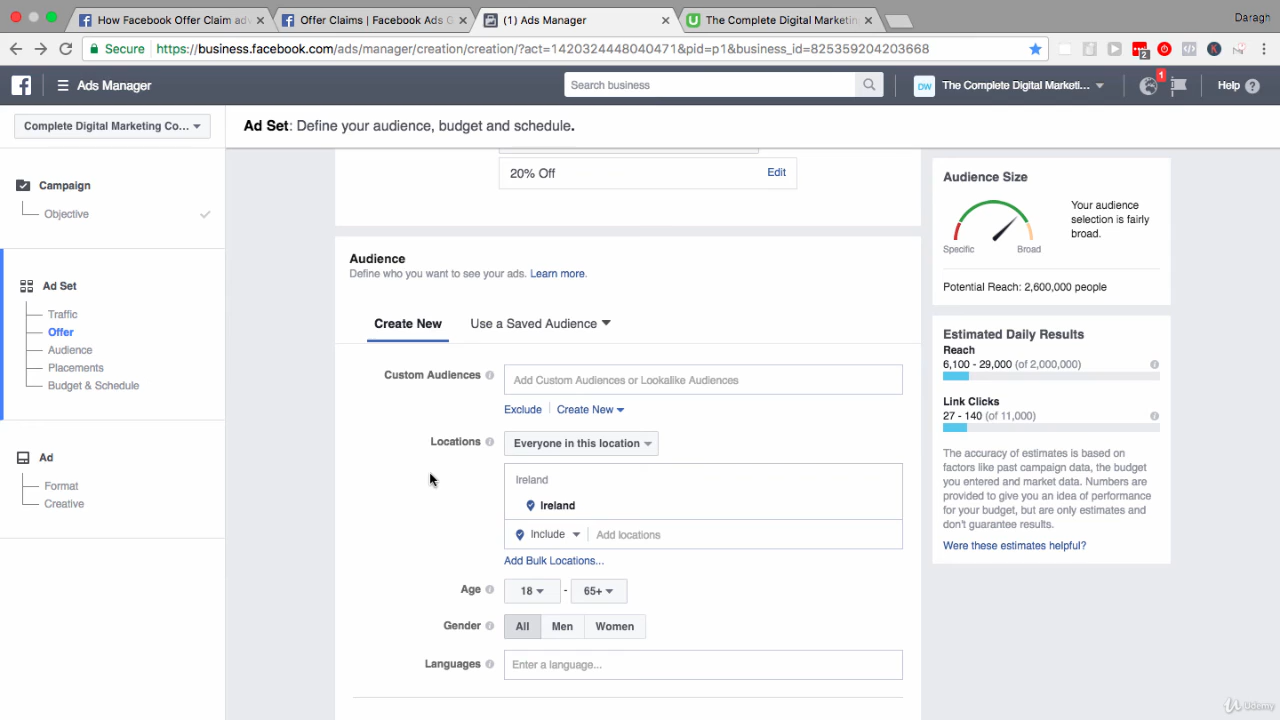 How Facebook Offer Claim ad
Offer Claims | Facebook Ads G
(1) Ads Manager
The Complete Digital Marketin
Daragh
Secure
https://business.facebook.com/ads/manager/creation/creation/?act=1420324448040471&pid=p1&business_id=825359204203668
2
K
Ads Manager
Search business
DW
The Complete Digital Marketi...
1
Help
Complete Digital Marketing Co...
Ad Set: Define your audience, budget and schedule.
Campaign
Objective
Ad Set
Traffic
Offer
Audience
Placements
Budget & Schedule
Ad
Format
Creative
20% Off
Edit
Audience
Define who you want to see your ads. Learn more.
Create New
Use a Saved Audience
Custom Audiences
Add Custom Audiences or Lookalike Audiences
Exclude
Create New
Locations
Everyone in this location
Ireland
Ireland
Include
Add locations
Add Bulk Locations...
Age
18 - 65+
Gender
All
Men
Women
Languages
Enter a language...
Audience Size
Your audience
selection is fairly
broad.
Specific
Broad
Potential Reach: 2,600,000 people
Estimated Daily Results
Reach
6,100 - 29,000 (of 2,000,000)
Link Clicks
27 - 140 (of 11,000)
The accuracy of estimates is based on
factors like past campaign data, the budget
you entered and market data. Numbers are
provided to give you an idea of performance
for your budget, but are only estimates and
don't guarantee results.
Were these estimates helpful?
Udemy